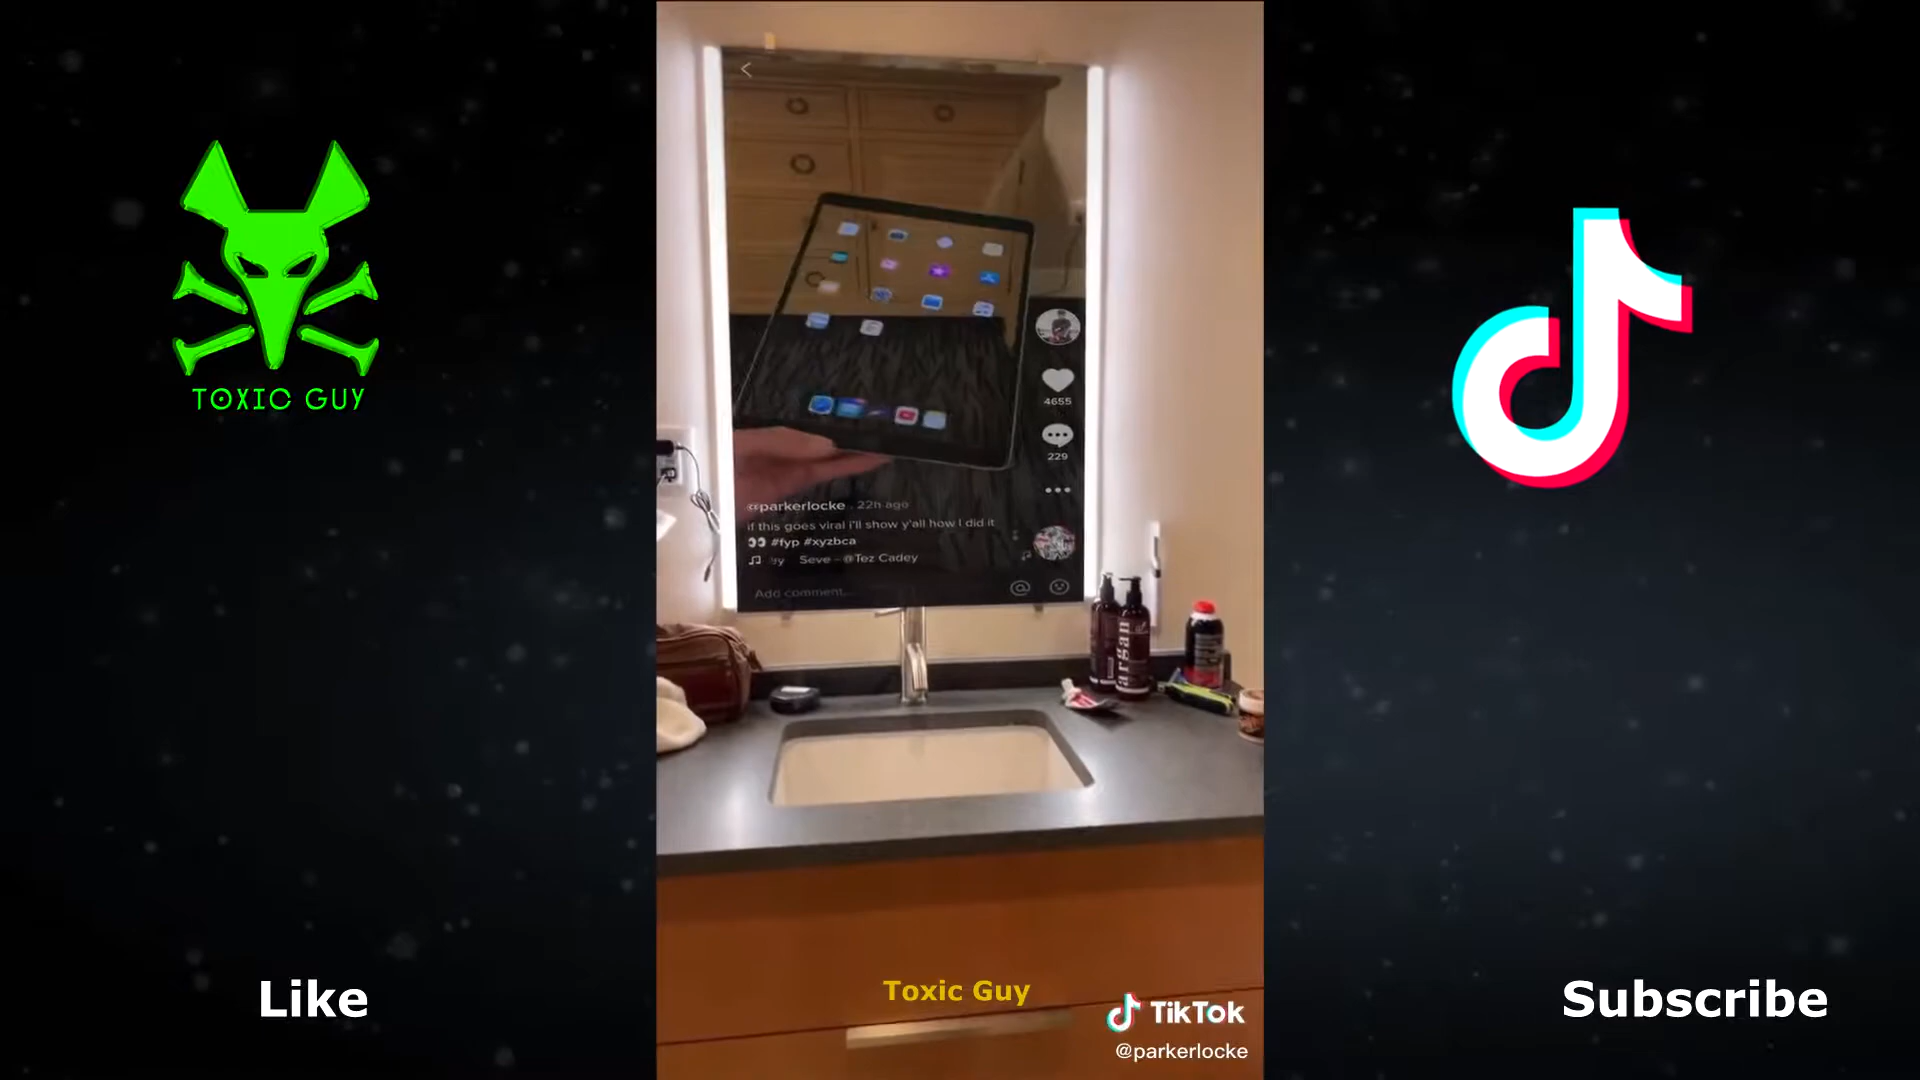 TOXIC GUY
4655
229
@parkerlocke . 22h ago
if this goes viral i'll show y'all how I did it
👀 #fyp #xyzbca
Seve - @Tez Cadey
Add comment...
argan
Like
Toxic Guy
TikTok
@parkerlocke
Subscribe